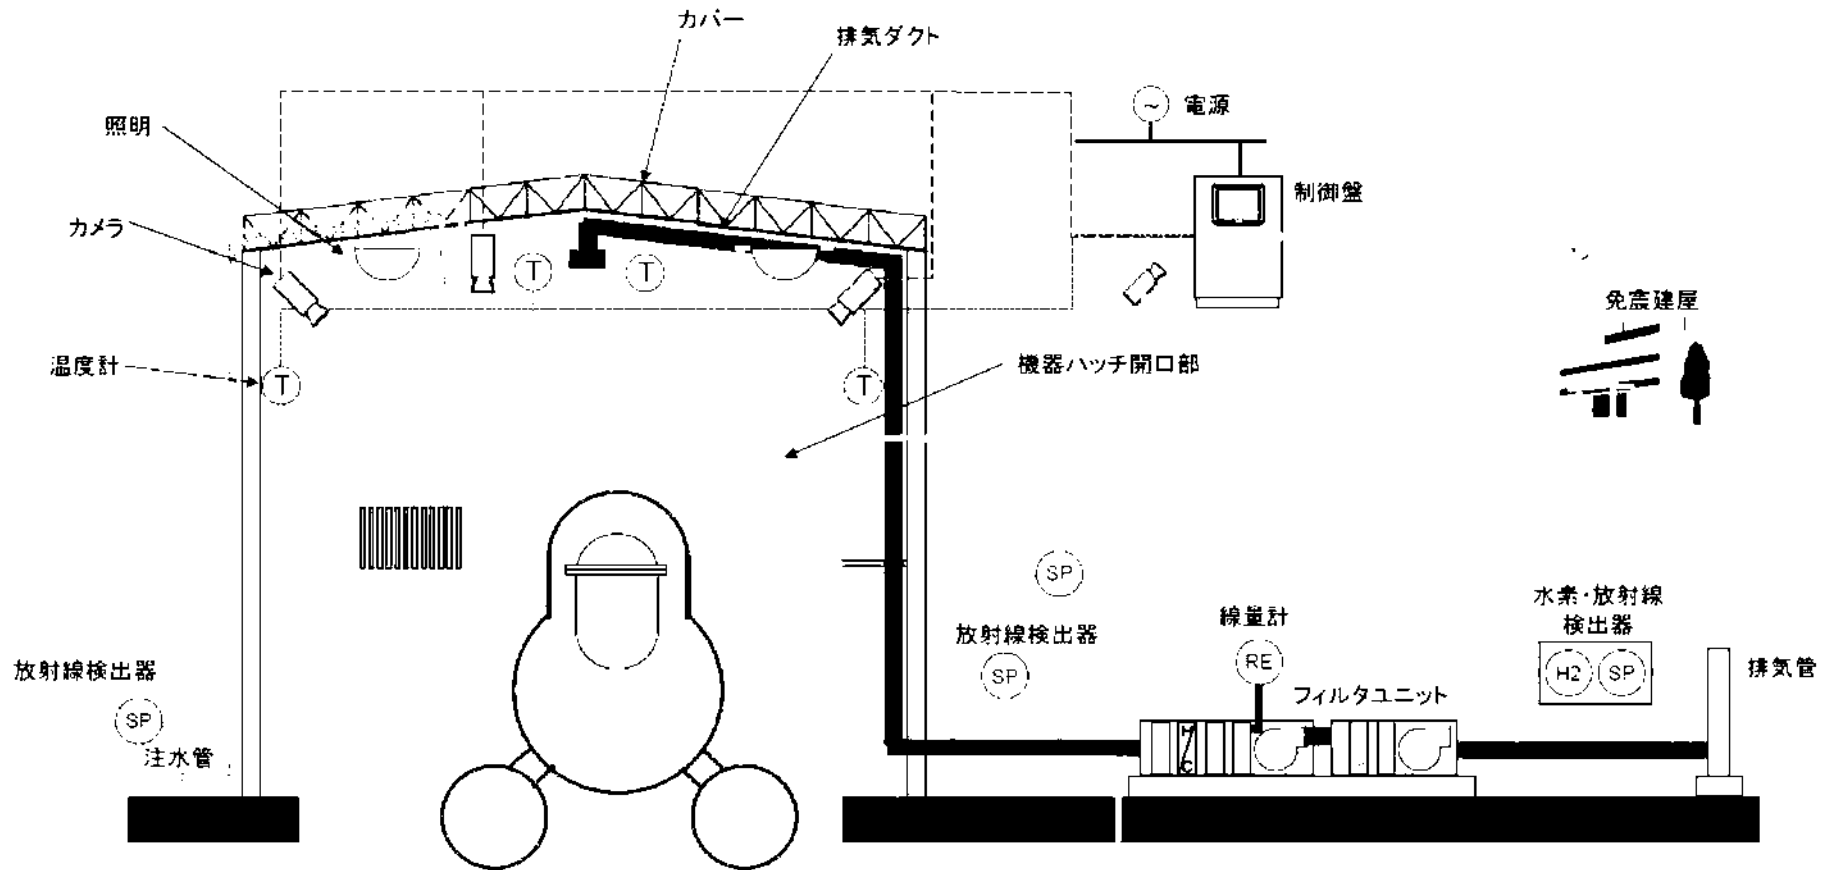 カバー
排気ダクト
照明
~
電源
カメラ
制御盤
T
T
免震建屋
温度計
T
T
機器ハッチ開口部
SP
放射線検出器
SP
線量計
RE
水素・放射線
検出器
H2
SP
排気管
フィルタユニット
放射線検出器
SP
注水管
H/C